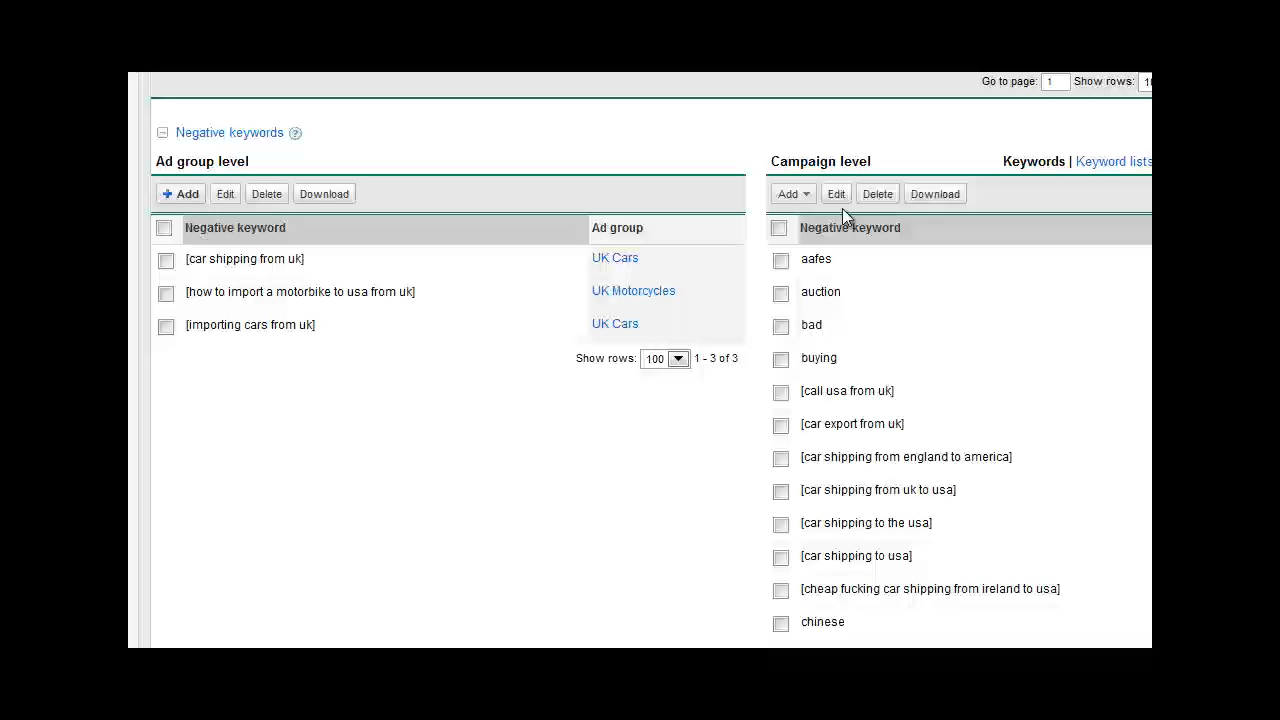 Go to page: 1 Show rows:
Negative keywords ?
Ad group level
+ Add Edit Delete Download
Negative keyword Ad group
[car shipping from uk] UK Cars
[how to import a motorbike to usa from uk] UK Motorcycles
[importing cars from uk] UK Cars
Show rows: 100 1 - 3 of 3
Campaign level Keywords | Keyword lists
Add Edit Delete Download
Negative keyword
aafes
auction
bad
buying
[call usa from uk]
[car export from uk]
[car shipping from england to america]
[car shipping from uk to usa]
[car shipping to the usa]
[car shipping to usa]
[cheap fucking car shipping from ireland to usa]
chinese